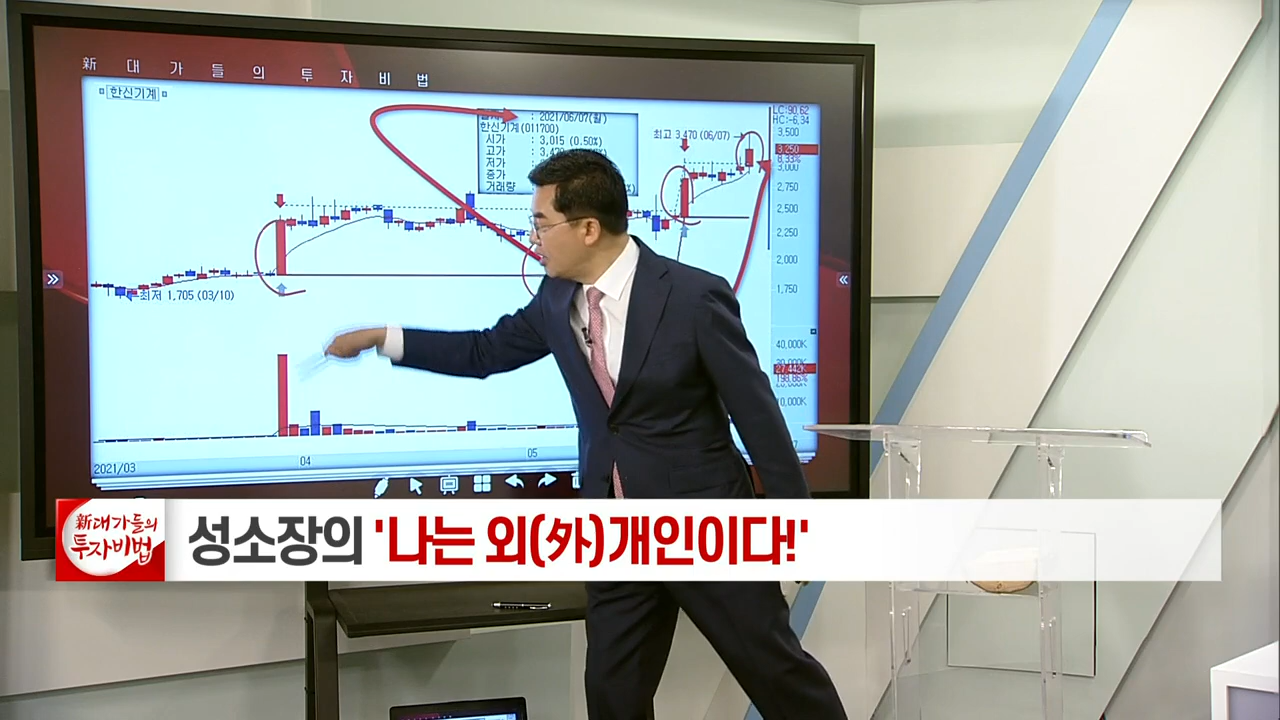 新 대 가 들 의 투 자 비 법
한신기계
: 2021/06/07(월)
한신기계(011700)
시가 : 3,015 (0.50%)
고가
저가
종가
거래량
최고 3,470 (06/07)
최저 1,705 (03/10)
LC:90.62
HC:-6.34
3,500
3,250
8.33%
3,000
2,750
2,500
2,250
2,000
1,750
40,000K
27,442K
198.86%
10,000K
2021/03
04
05
新대가들의
투자비법
성소장의 '나는 외(外)개인이다!'